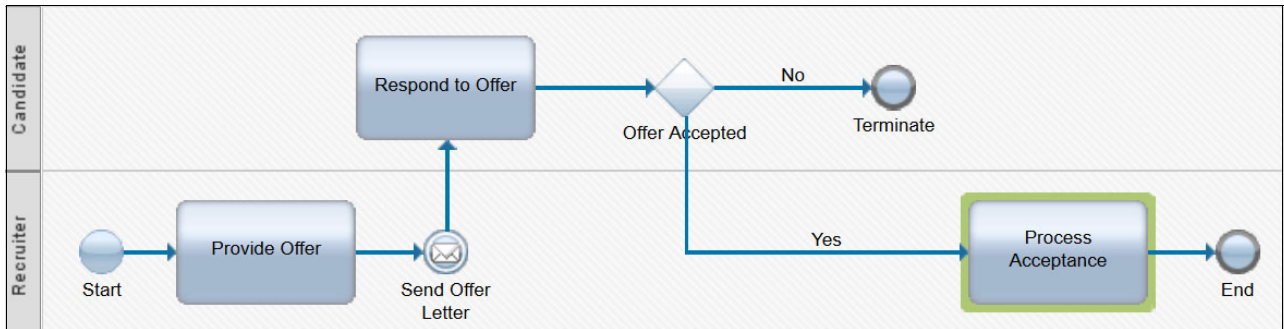 Candidate
Respond to Offer
No
Offer Accepted
Terminate
Recruiter
Start
Provide Offer
Send Offer
Letter
Yes
Process
Acceptance
End